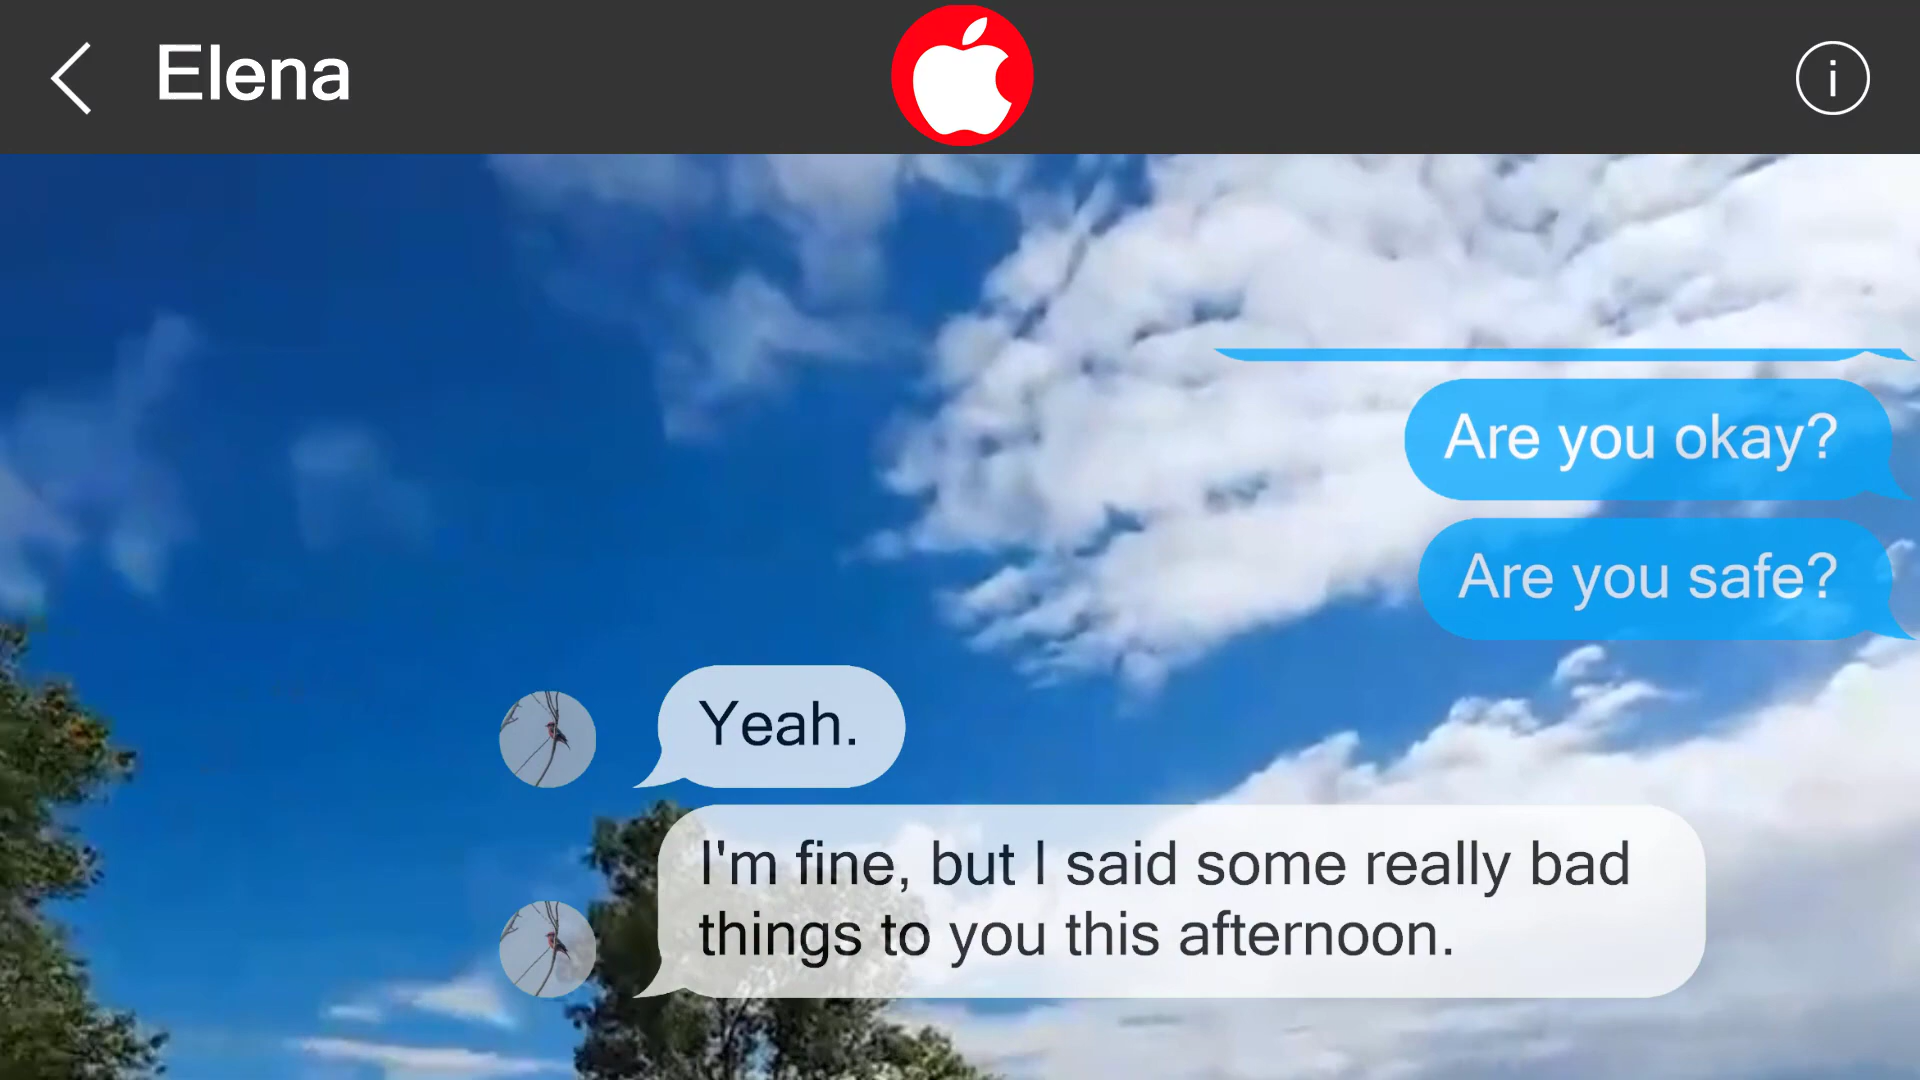 Elena
Are you okay?
Are you safe?
Yeah.
I'm fine, but I said some really bad
things to you this afternoon.